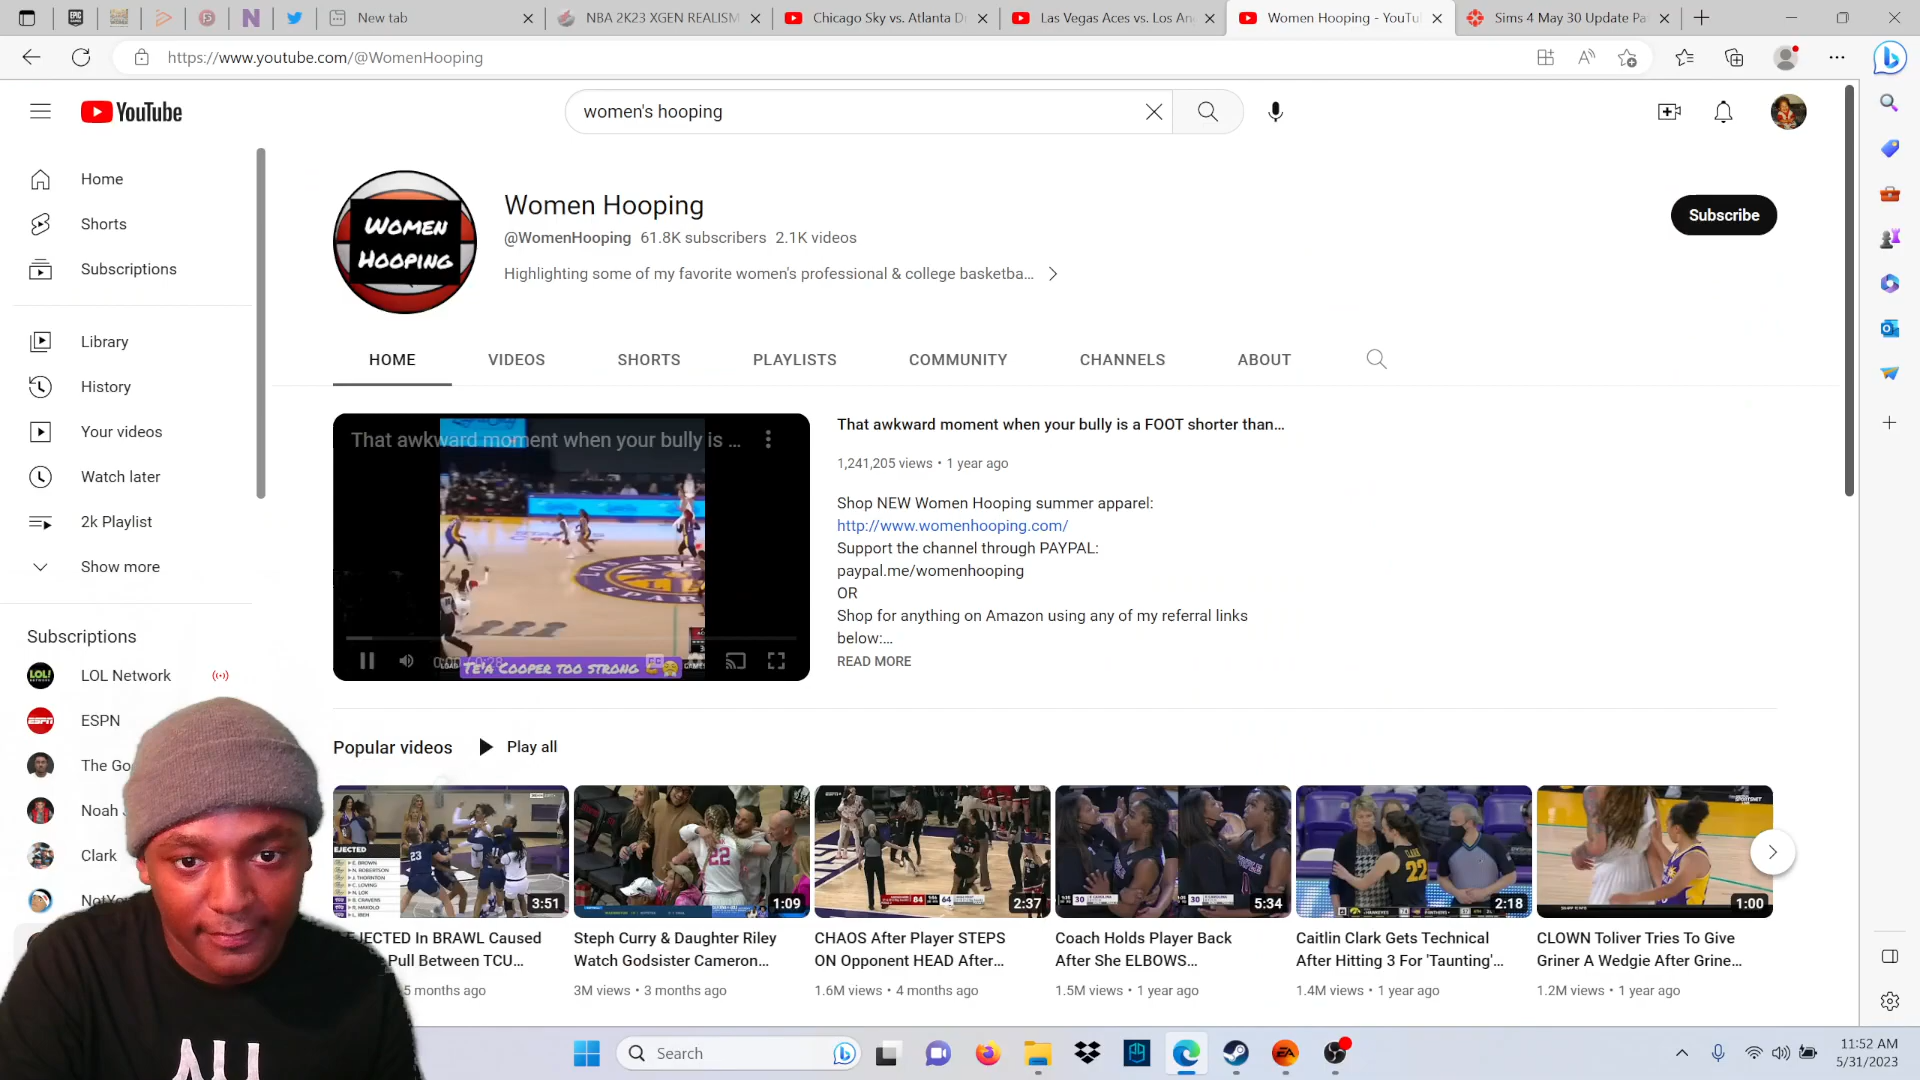 New tab
NBA 2K23 XGEN REALISM
Chicago Sky vs. Atlanta D
Las Vegas Aces vs. Los An
Women Hooping - YouTu
Sims 4 May 30 Update Pa
https://www.youtube.com/@WomenHooping
YouTube
women's hooping
Home
Shorts
Subscriptions
Library
History
Your videos
Watch later
2k Playlist
Show more
Subscriptions
LOL Network
ESPN
The Go
Noah
Clark
NotYo
WOMEN
HOOPING
Women Hooping
@WomenHooping 61.8K subscribers 2.1K videos
Highlighting some of my favorite women's professional & college basketba...
Subscribe
HOME VIDEOS SHORTS PLAYLISTS COMMUNITY CHANNELS ABOUT
That awkward moment when your bully is ...
TE'A COOPER TOO STRONG
That awkward moment when your bully is a FOOT shorter than...
1,241,205 views • 1 year ago
Shop NEW Women Hooping summer apparel:
http://www.womenhooping.com/
Support the channel through PAYPAL:
paypal.me/womenhooping
OR
Shop for anything on Amazon using any of my referral links
below:...
READ MORE
Popular videos Play all
3:51
1:09
2:37
5:34
2:18
1:00
EJECTED In BRAWL Caused
Pull Between TCU...
5 months ago
Steph Curry & Daughter Riley
Watch Godsister Cameron...
3M views • 3 months ago
CHAOS After Player STEPS
ON Opponent HEAD After...
1.6M views • 4 months ago
Coach Holds Player Back
After She ELBOWS...
1.5M views • 1 year ago
Caitlin Clark Gets Technical
After Hitting 3 For 'Taunting'...
1.4M views • 1 year ago
CLOWN Toliver Tries To Give
Griner A Wedgie After Grine...
1.2M views • 1 year ago
Search
11:52 AM
5/31/2023